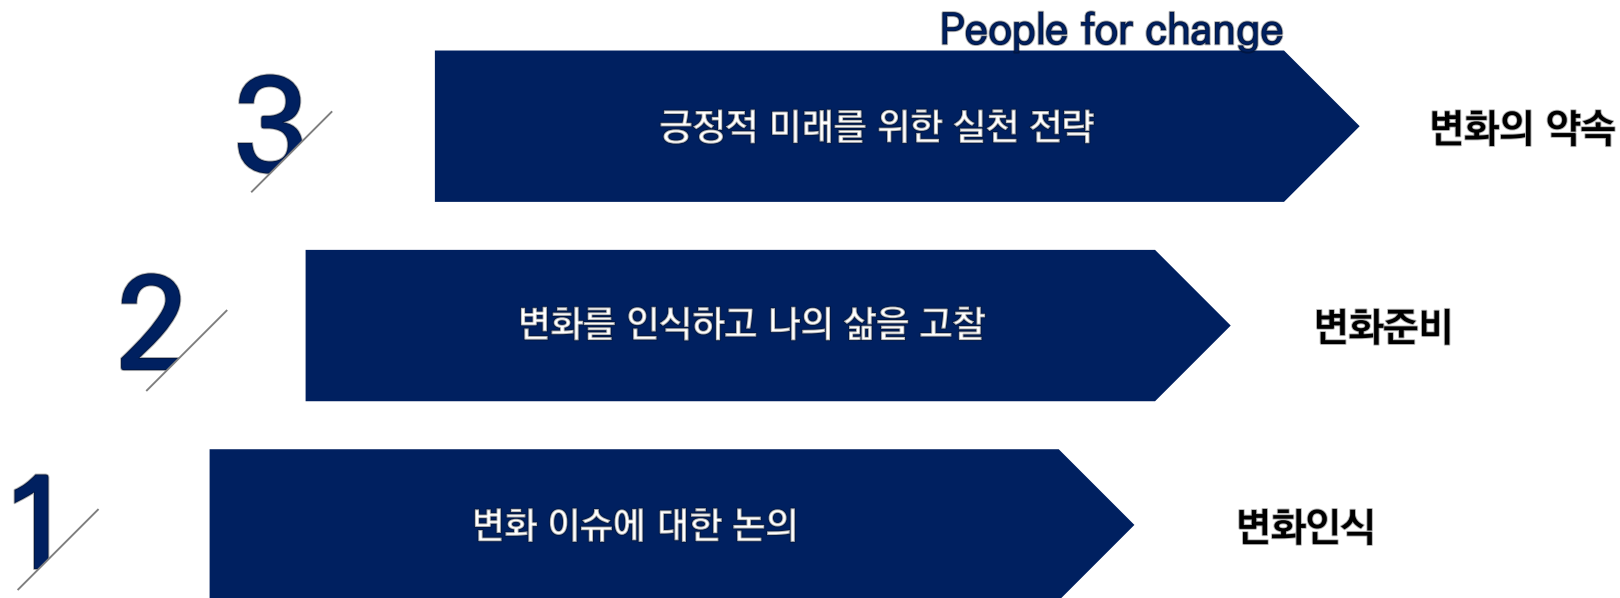 People for change
3
긍정적 미래를 위한 실천 전략
변화의 약속
2
변화를 인식하고 나의 삶을 고찰
변화준비
1
변화 이슈에 대한 논의
변화인식